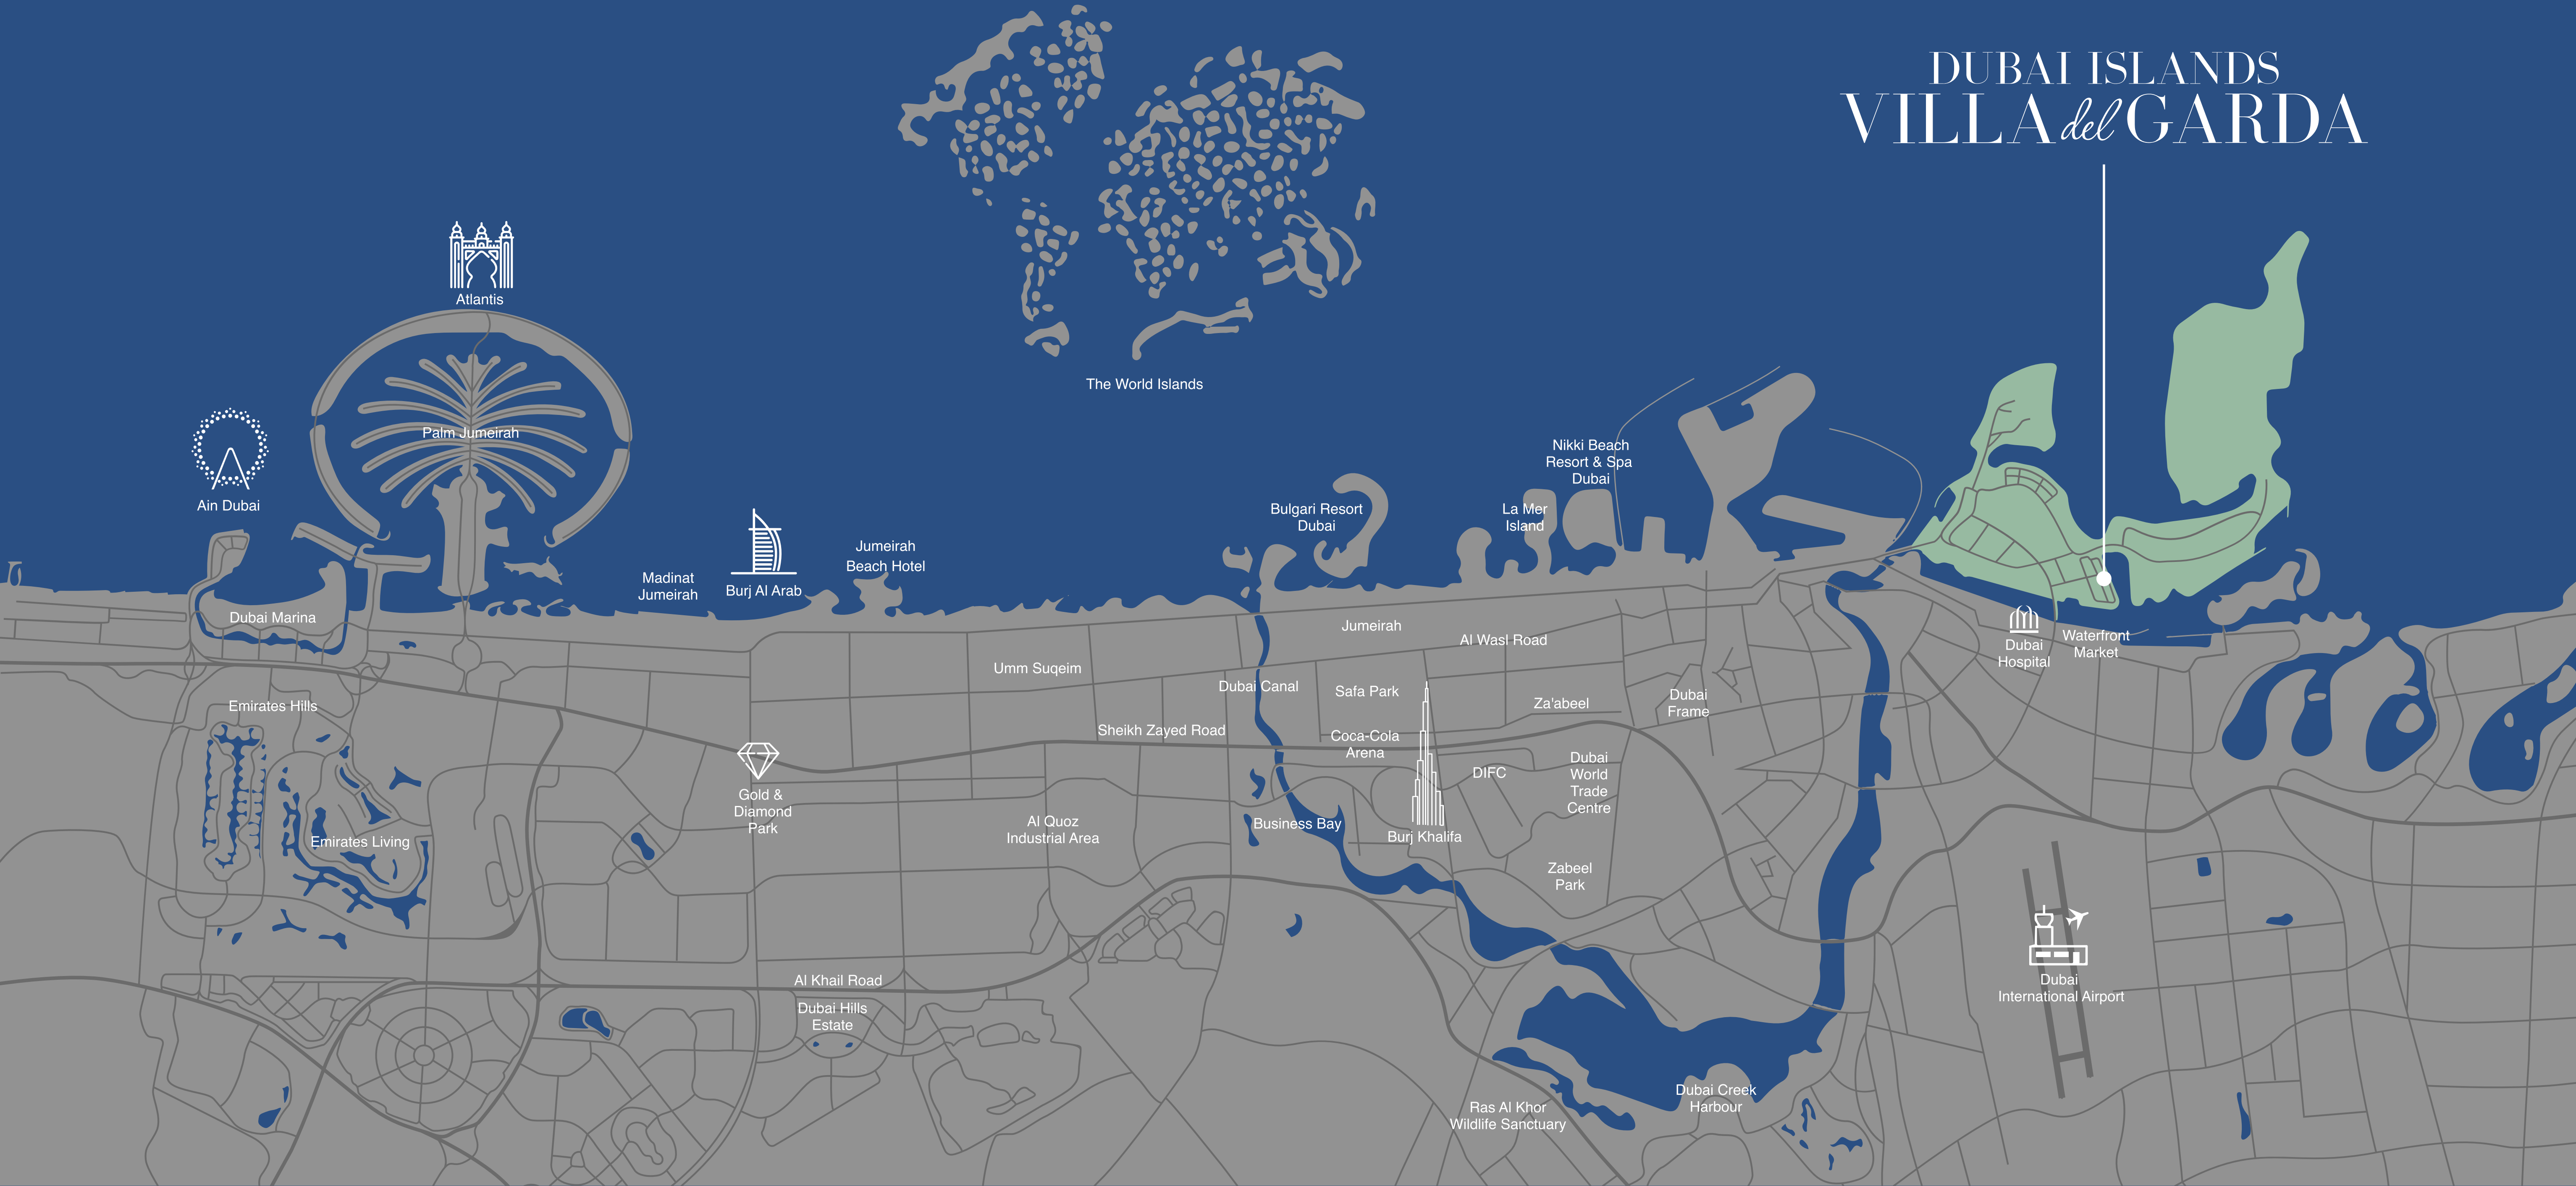 DUBAI ISLANDS
VILLA del GARDA
Atlantis
Palm Jumeirah
Ain Dubai
The World Islands
Nikki Beach
Resort & Spa
Dubai
La Mer
Island
Bulgari Resort
Dubai
Jumeirah
Beach Hotel
Madinat
Jumeirah
Burj Al Arab
Dubai Marina
Jumeirah
Al Wasl Road
Dubai
Hospital
Waterfront
Market
Umm Suqeim
Dubai Canal
Safa Park
Za'abeel
Dubai
Frame
Emirates Hills
Sheikh Zayed Road
Coca-Cola
Arena
DIFC
Dubai
World
Trade
Centre
Gold &
Diamond
Park
Al Quoz
Industrial Area
Business Bay
Burj Khalifa
Emirates Living
Zabeel
Park
Al Khail Road
Dubai Hills
Estate
Dubai
International Airport
Dubai Creek
Harbour
Ras Al Khor
Wildlife Sanctuary